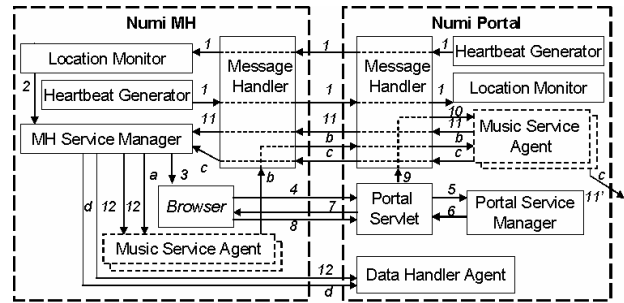 Numi MH
Numi Portal
Location Monitor
1
Message
Handler
1
Message
Handler
1
Heartbeat Generator
2
Heartbeat Generator
1
1
1
Location Monitor
MH Service Manager
11
11
10
11
Music Service
Agent
b
b
c
c
c
c
11'
d
12
12
a
3
b
9
Browser
4
7
8
Portal
Servlet
5
6
Portal Service
Manager
Music Service Agent
12
d
Data Handler Agent